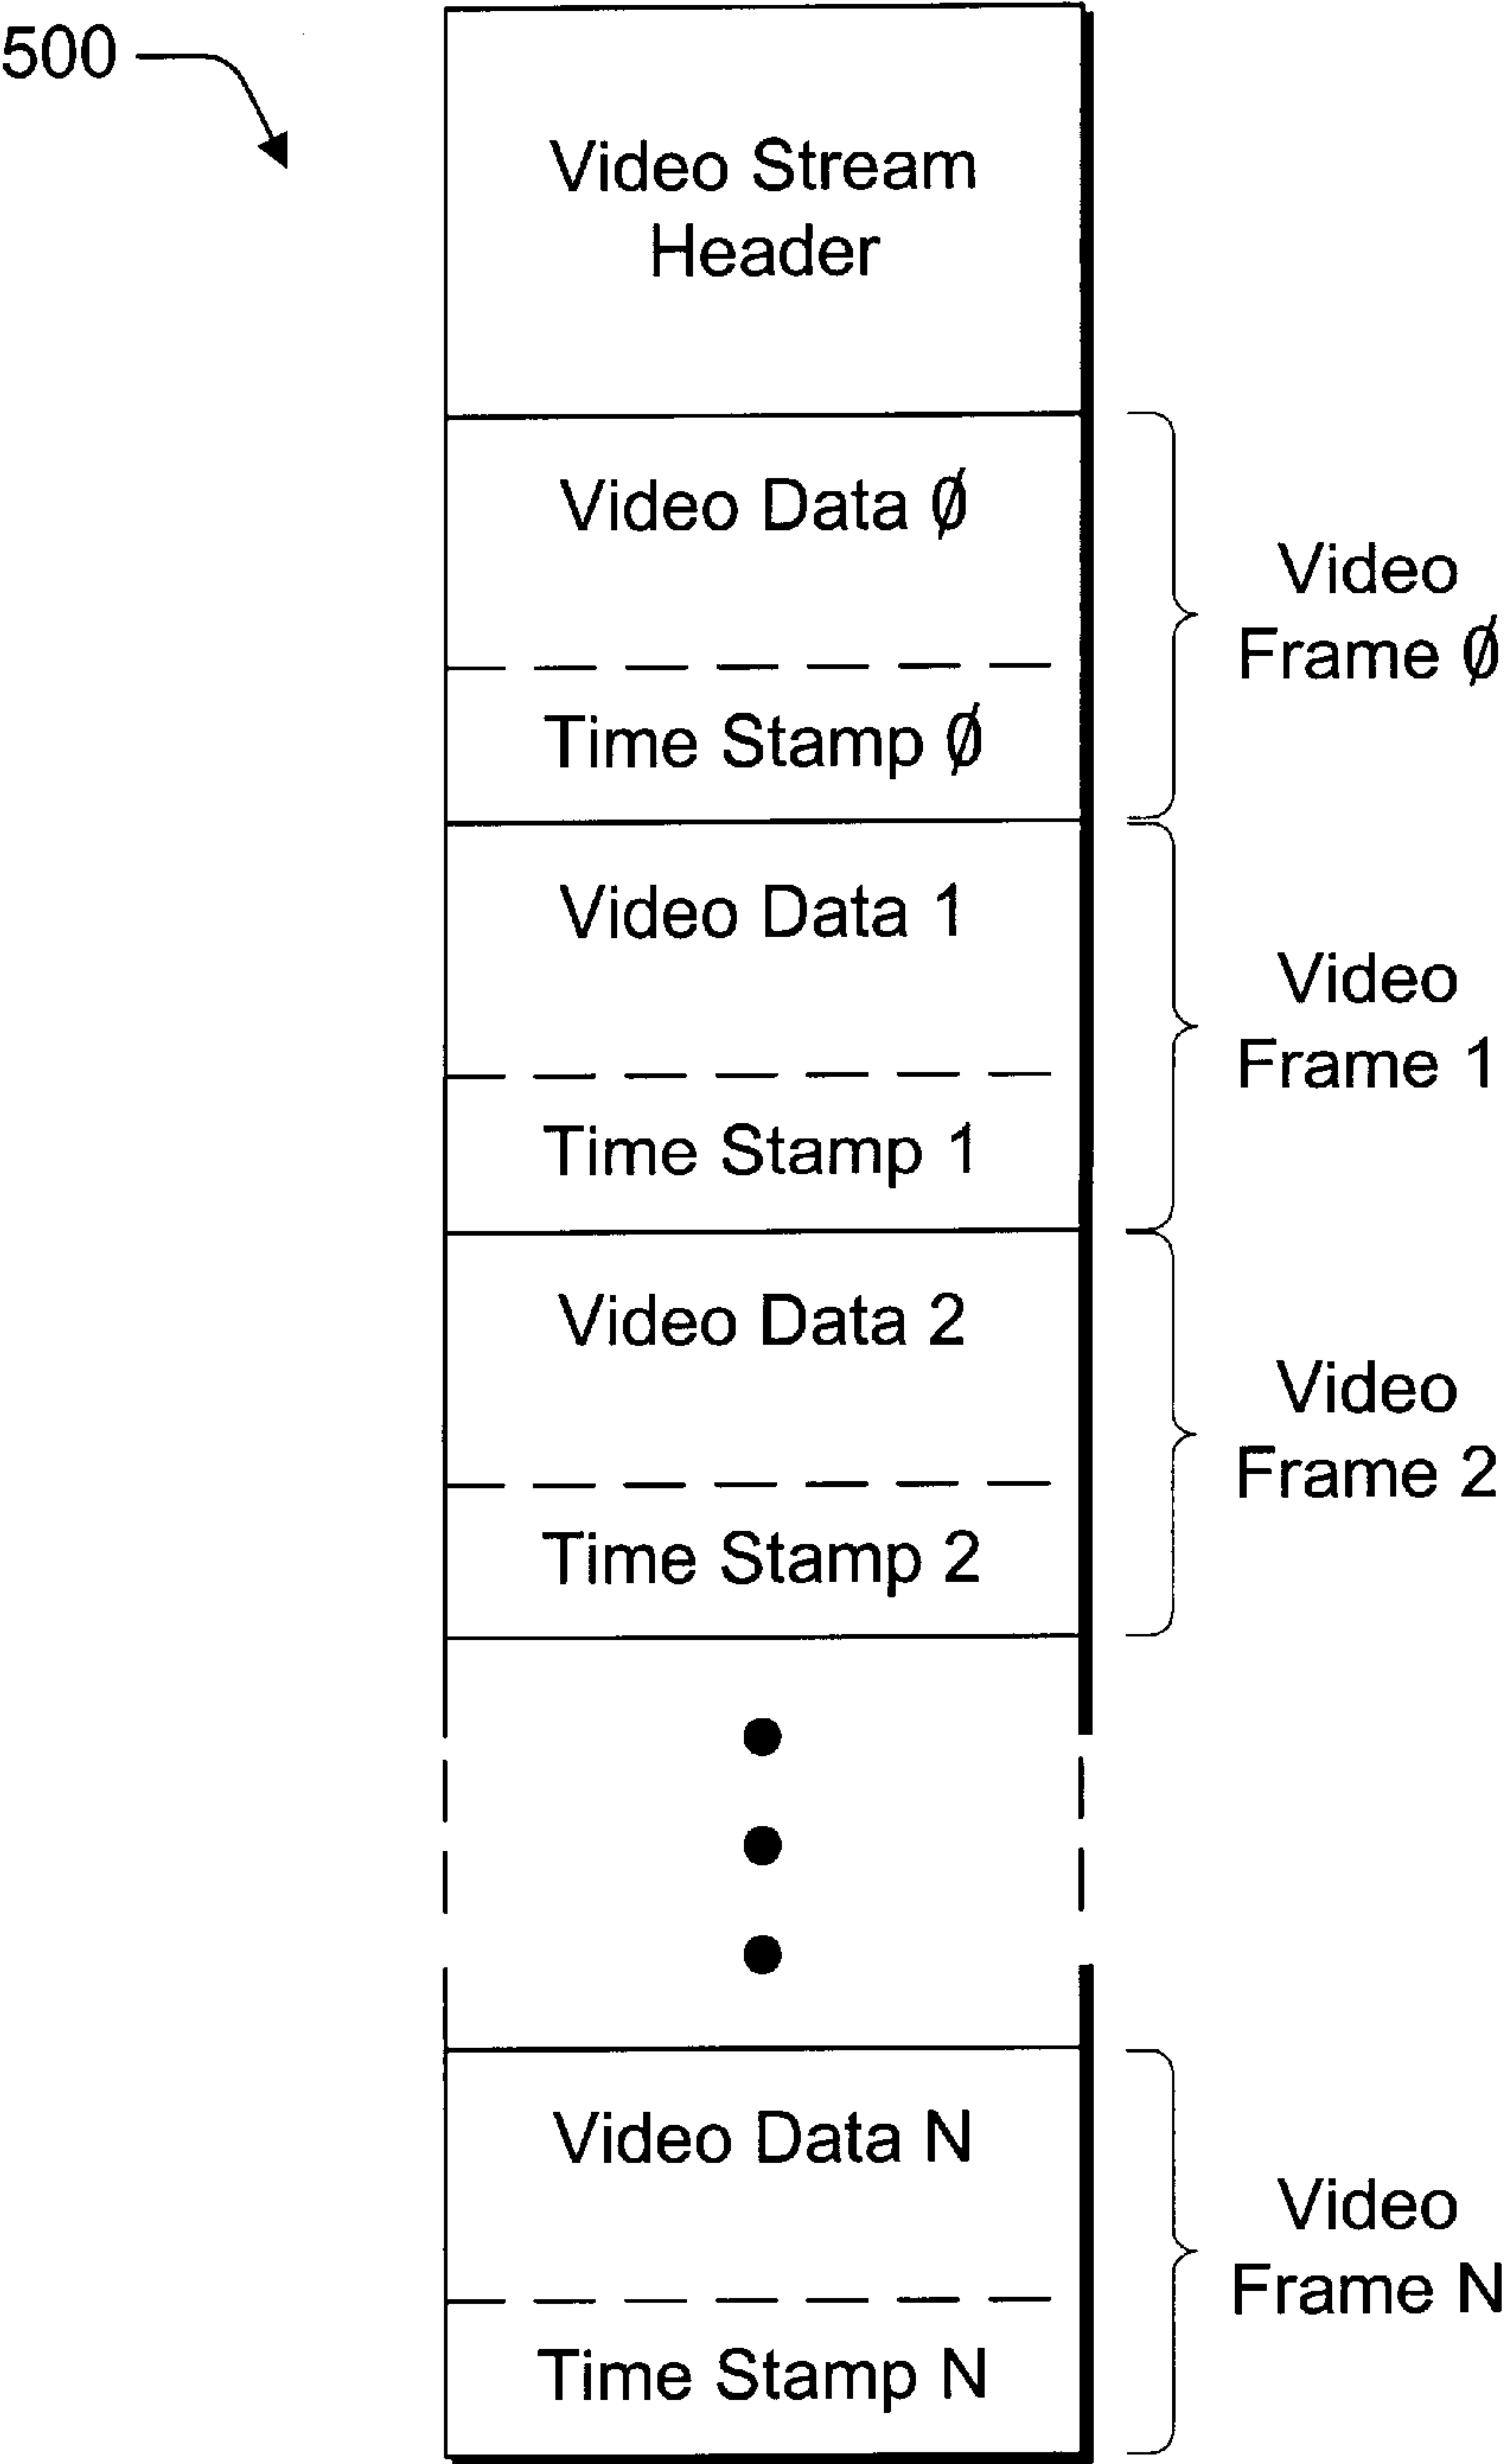 500
Video Stream
Header
Video Data Ø
Time Stamp Ø
Video
Frame Ø
Video Data 1
Time Stamp 1
Video
Frame 1
Video Data 2
Time Stamp 2
Video
Frame 2
Video Data N
Time Stamp N
Video
Frame N